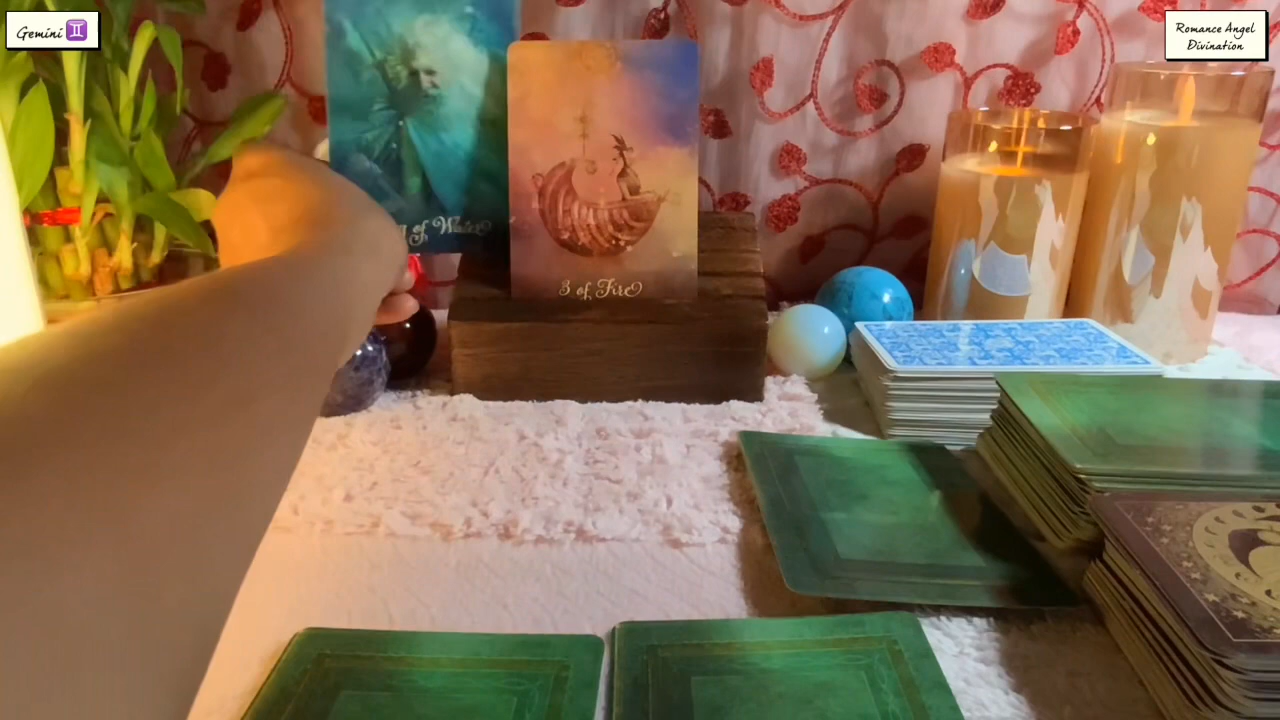 Gemini ♊
Romance Angel
Divination
of Water
3 of Fire